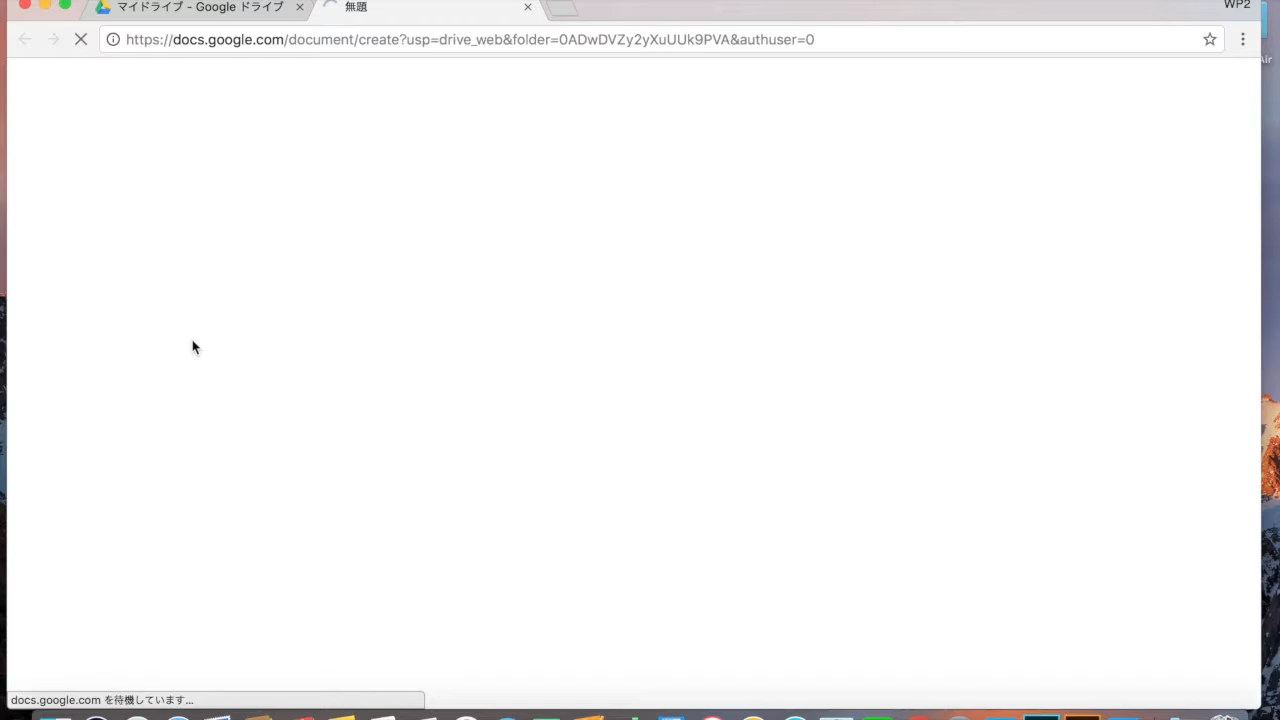 WP2
マイドライブ - Google ドライブ
無題
https://docs.google.com/document/create?usp=drive_web&folder=0ADwDVZy2yXuUUk9PVA&authuser=0
Air
docs.google.com を待機しています...